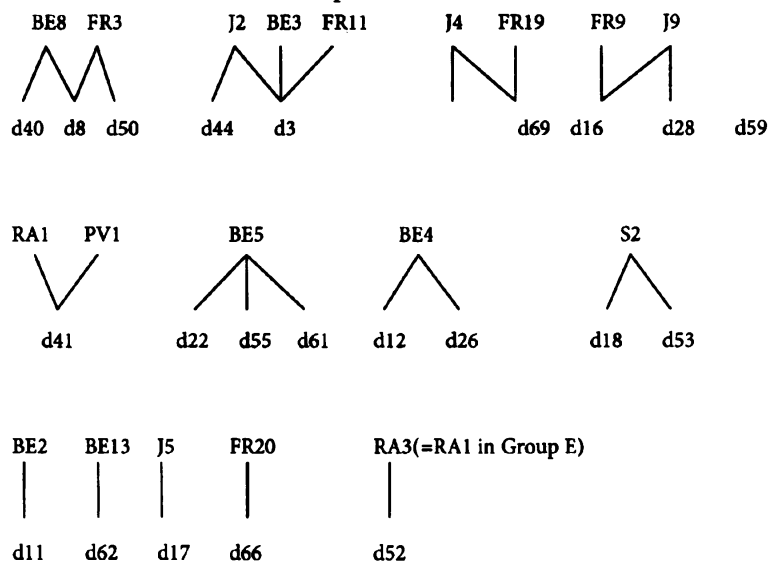 BE8 FR3 J2 BE3 FR11 J4 FR19 FR9 J9
d40 d8 d50 d44 d3 d69 d16 d28 d59
RA1 PV1 BE5 BE4 S2
d41 d22 d55 d61 d12 d26 d18 d53
BE2 BE13 J5 FR20 RA3(=RA1 in Group E)
d11 d62 d17 d66 d52